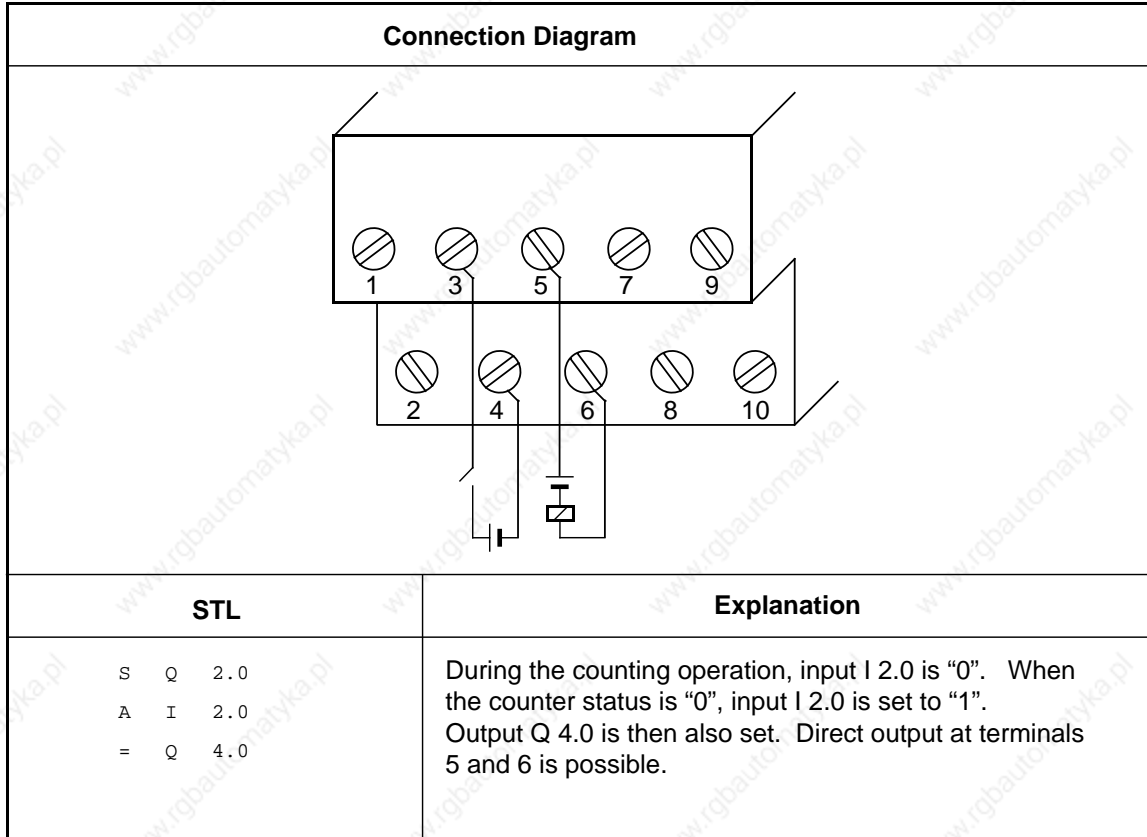 Connection Diagram
1 3 5 7 9
2 4 6 8 10
STL
Explanation
S Q 2.0
A I 2.0
= Q 4.0
During the counting operation, input I 2.0 is “0”. When
the counter status is “0”, input I 2.0 is set to “1”.
Output Q 4.0 is then also set. Direct output at terminals
5 and 6 is possible.
www.rgbautomatyka.pl